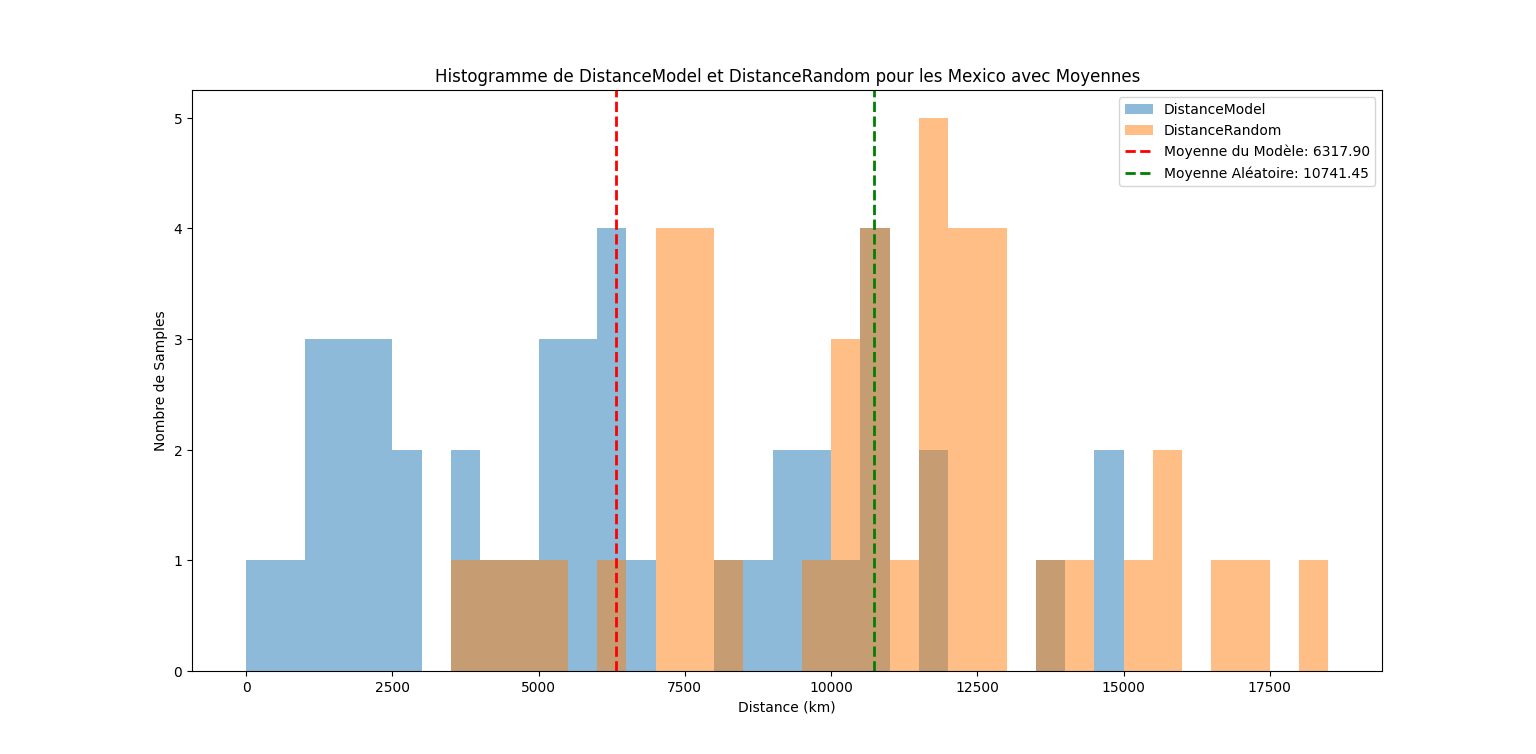 Histogramme de DistanceModel et DistanceRandom pour les Mexico avec Moyennes
DistanceModel
DistanceRandom
Moyenne du Modèle: 6317.90
Moyenne Aléatoire: 10741.45
Nombre de Samples
5
4
3
2
1
0
0 2500 5000 7500 10000 12500 15000 17500
Distance (km)